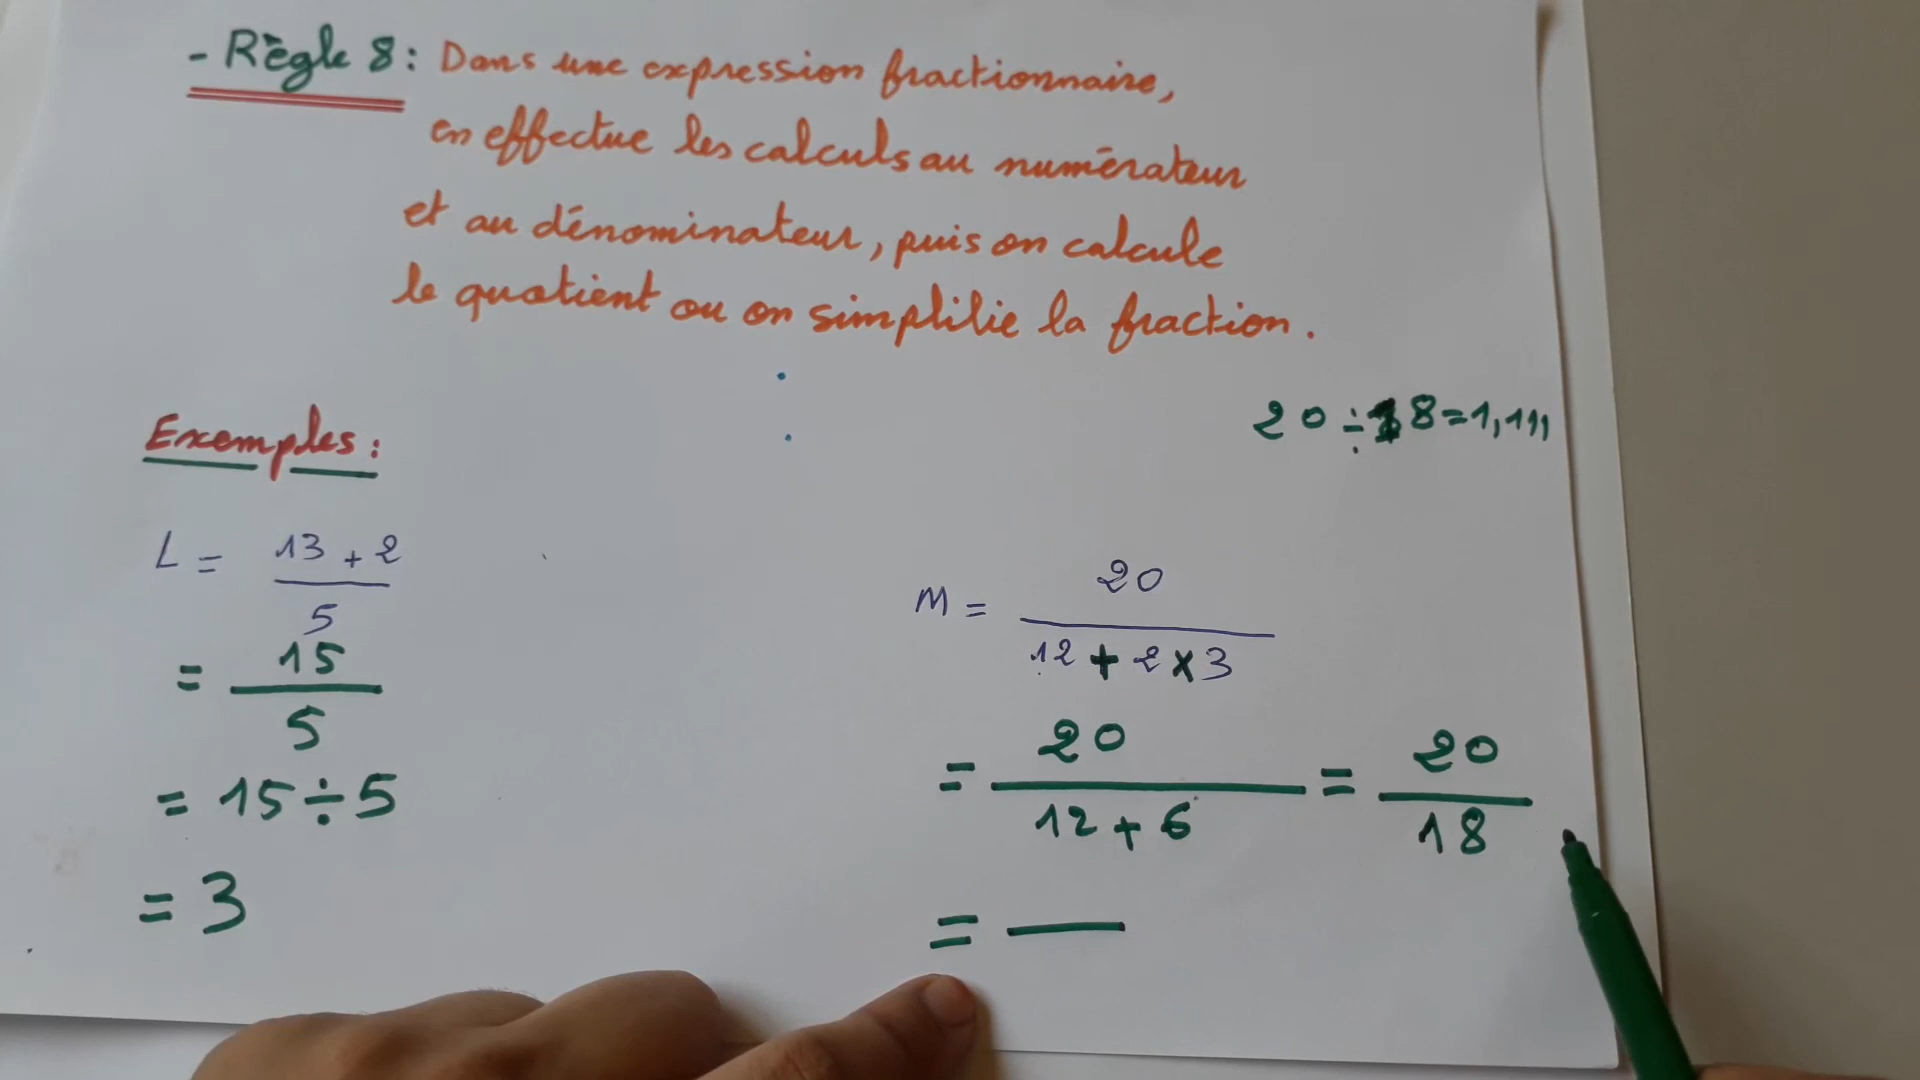 - Règle 8 : Dans une expression fractionnaire,
en effectue les calculs au numérateur
et au dénominateur, puis on calcule
le quotient ou on simplilie la fraction.
20 ÷ 18 = 1,111
Exemples :
L = 13 + 2
5
= 15
5
= 15 ÷ 5
= 3
M = 20
12 + 2 x 3
= 20 = 20
12 + 6 18
=